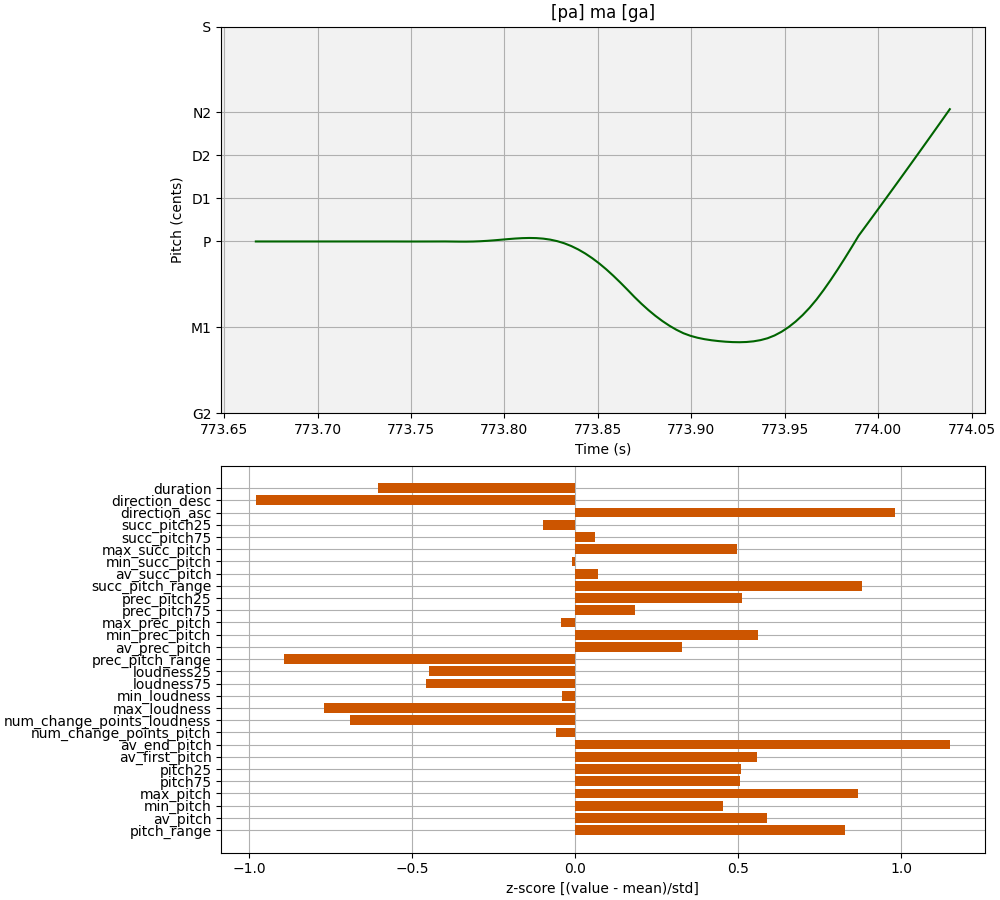 [pa] ma [ga]
S
N2
D2
D1
P
M1
G2
Pitch (cents)
773.65 773.70 773.75 773.80 773.85 773.90 773.95 774.00 774.05
Time (s)
duration
direction_desc
direction_asc
succ_pitch25
succ_pitch75
max_succ_pitch
min_succ_pitch
av_succ_pitch
succ_pitch_range
prec_pitch25
prec_pitch75
max_prec_pitch
min_prec_pitch
av_prec_pitch
prec_pitch_range
loudness25
loudness75
min_loudness
max_loudness
num_change_points_loudness
num_change_points_pitch
av_end_pitch
av_first_pitch
pitch25
pitch75
max_pitch
min_pitch
av_pitch
pitch_range
−1.0 −0.5 0.0 0.5 1.0
z-score [(value - mean)/std]